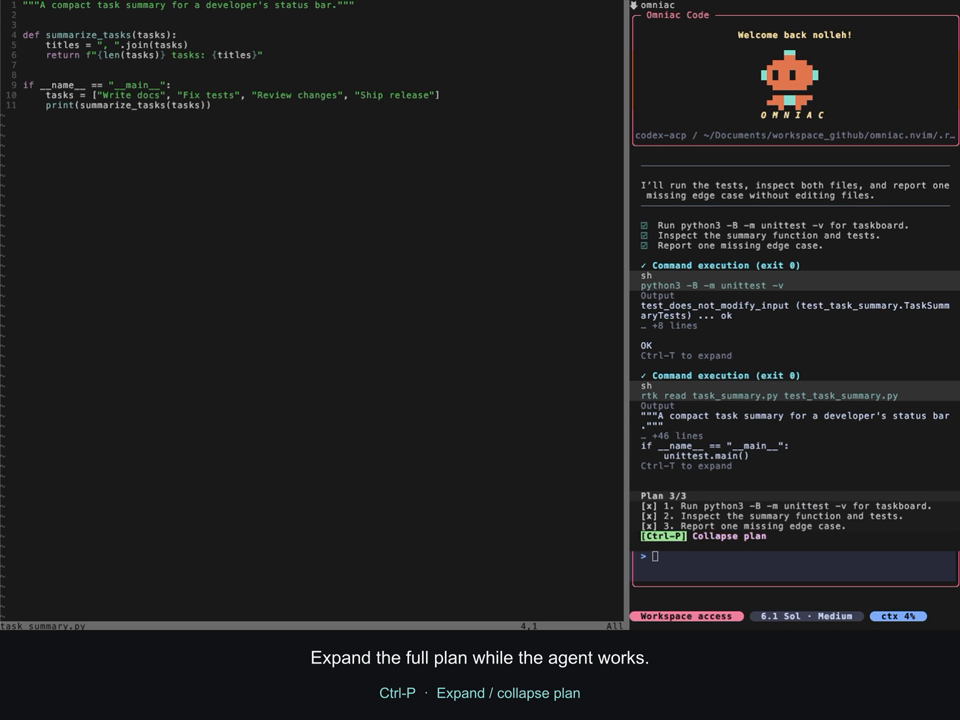 1 """A compact task summary for a developer's status bar."""
2
3
4 def summarize_tasks(tasks):
5     titles = ", ".join(tasks)
6     return f"{len(tasks)} tasks: {titles}"
7
8
9 if __name__ == "__main__":
10     tasks = ["Write docs", "Fix tests", "Review changes", "Ship release"]
11     print(summarize_tasks(tasks))
task_summary.py 4,1 All
omniac
Omniac Code
Welcome back nolleh!
O M N I A C
codex-acp / ~/Documents/workspace_github/omniac.nvim/.r…
I'll run the tests, inspect both files, and report one
missing edge case without editing files.
☑ Run python3 -B -m unittest -v for taskboard.
☑ Inspect the summary function and tests.
☑ Report one missing edge case.
✓ Command execution (exit 0)
sh
python3 -B -m unittest -v
Output
test_does_not_modify_input (test_task_summary.TaskSumm
aryTests) ... ok
… +8 lines
OK
Ctrl-T to expand
✓ Command execution (exit 0)
sh
rtk read task_summary.py test_task_summary.py
Output
"""A compact task summary for a developer's status bar
."""
… +46 lines
if __name__ == "__main__":
    unittest.main()
Ctrl-T to expand
Plan 3/3
[x] 1. Run python3 -B -m unittest -v for taskboard.
[x] 2. Inspect the summary function and tests.
[x] 3. Report one missing edge case.
[Ctrl-P] Collapse plan
>
Workspace access 6.1 Sol · Medium ctx 4%
Expand the full plan while the agent works.
Ctrl-P · Expand / collapse plan